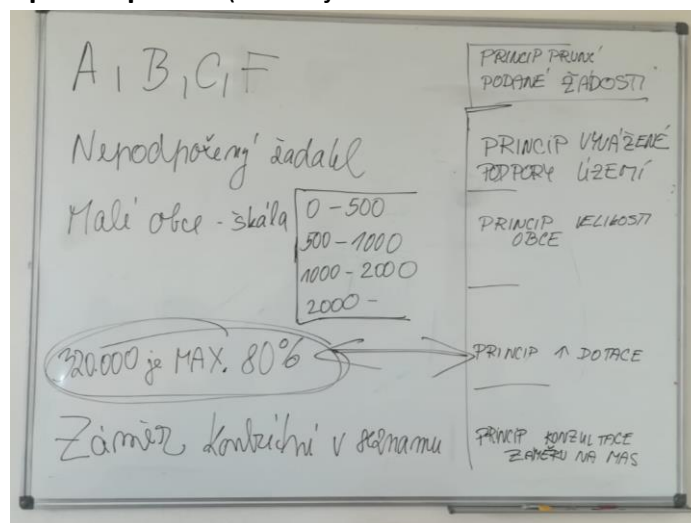 A, B, C, F
Nepodpořený žadatel
Malé obce - škála
0 - 500
500 - 1000
1000 - 2000
2000 -
320.000 je MAX. 80%
Záměr konkrétní v seznamu
PRINCIP PRVNÍ
PODANÉ ŽÁDOSTI
PRINCIP VYVÁŽENÉ
PODPORY ÚZEMÍ
PRINCIP VELIKOSTI
OBCE
PRINCIP ↑ DOTACE
PRINCIP KONZULTACE
ZÁMĚRU NA MAS